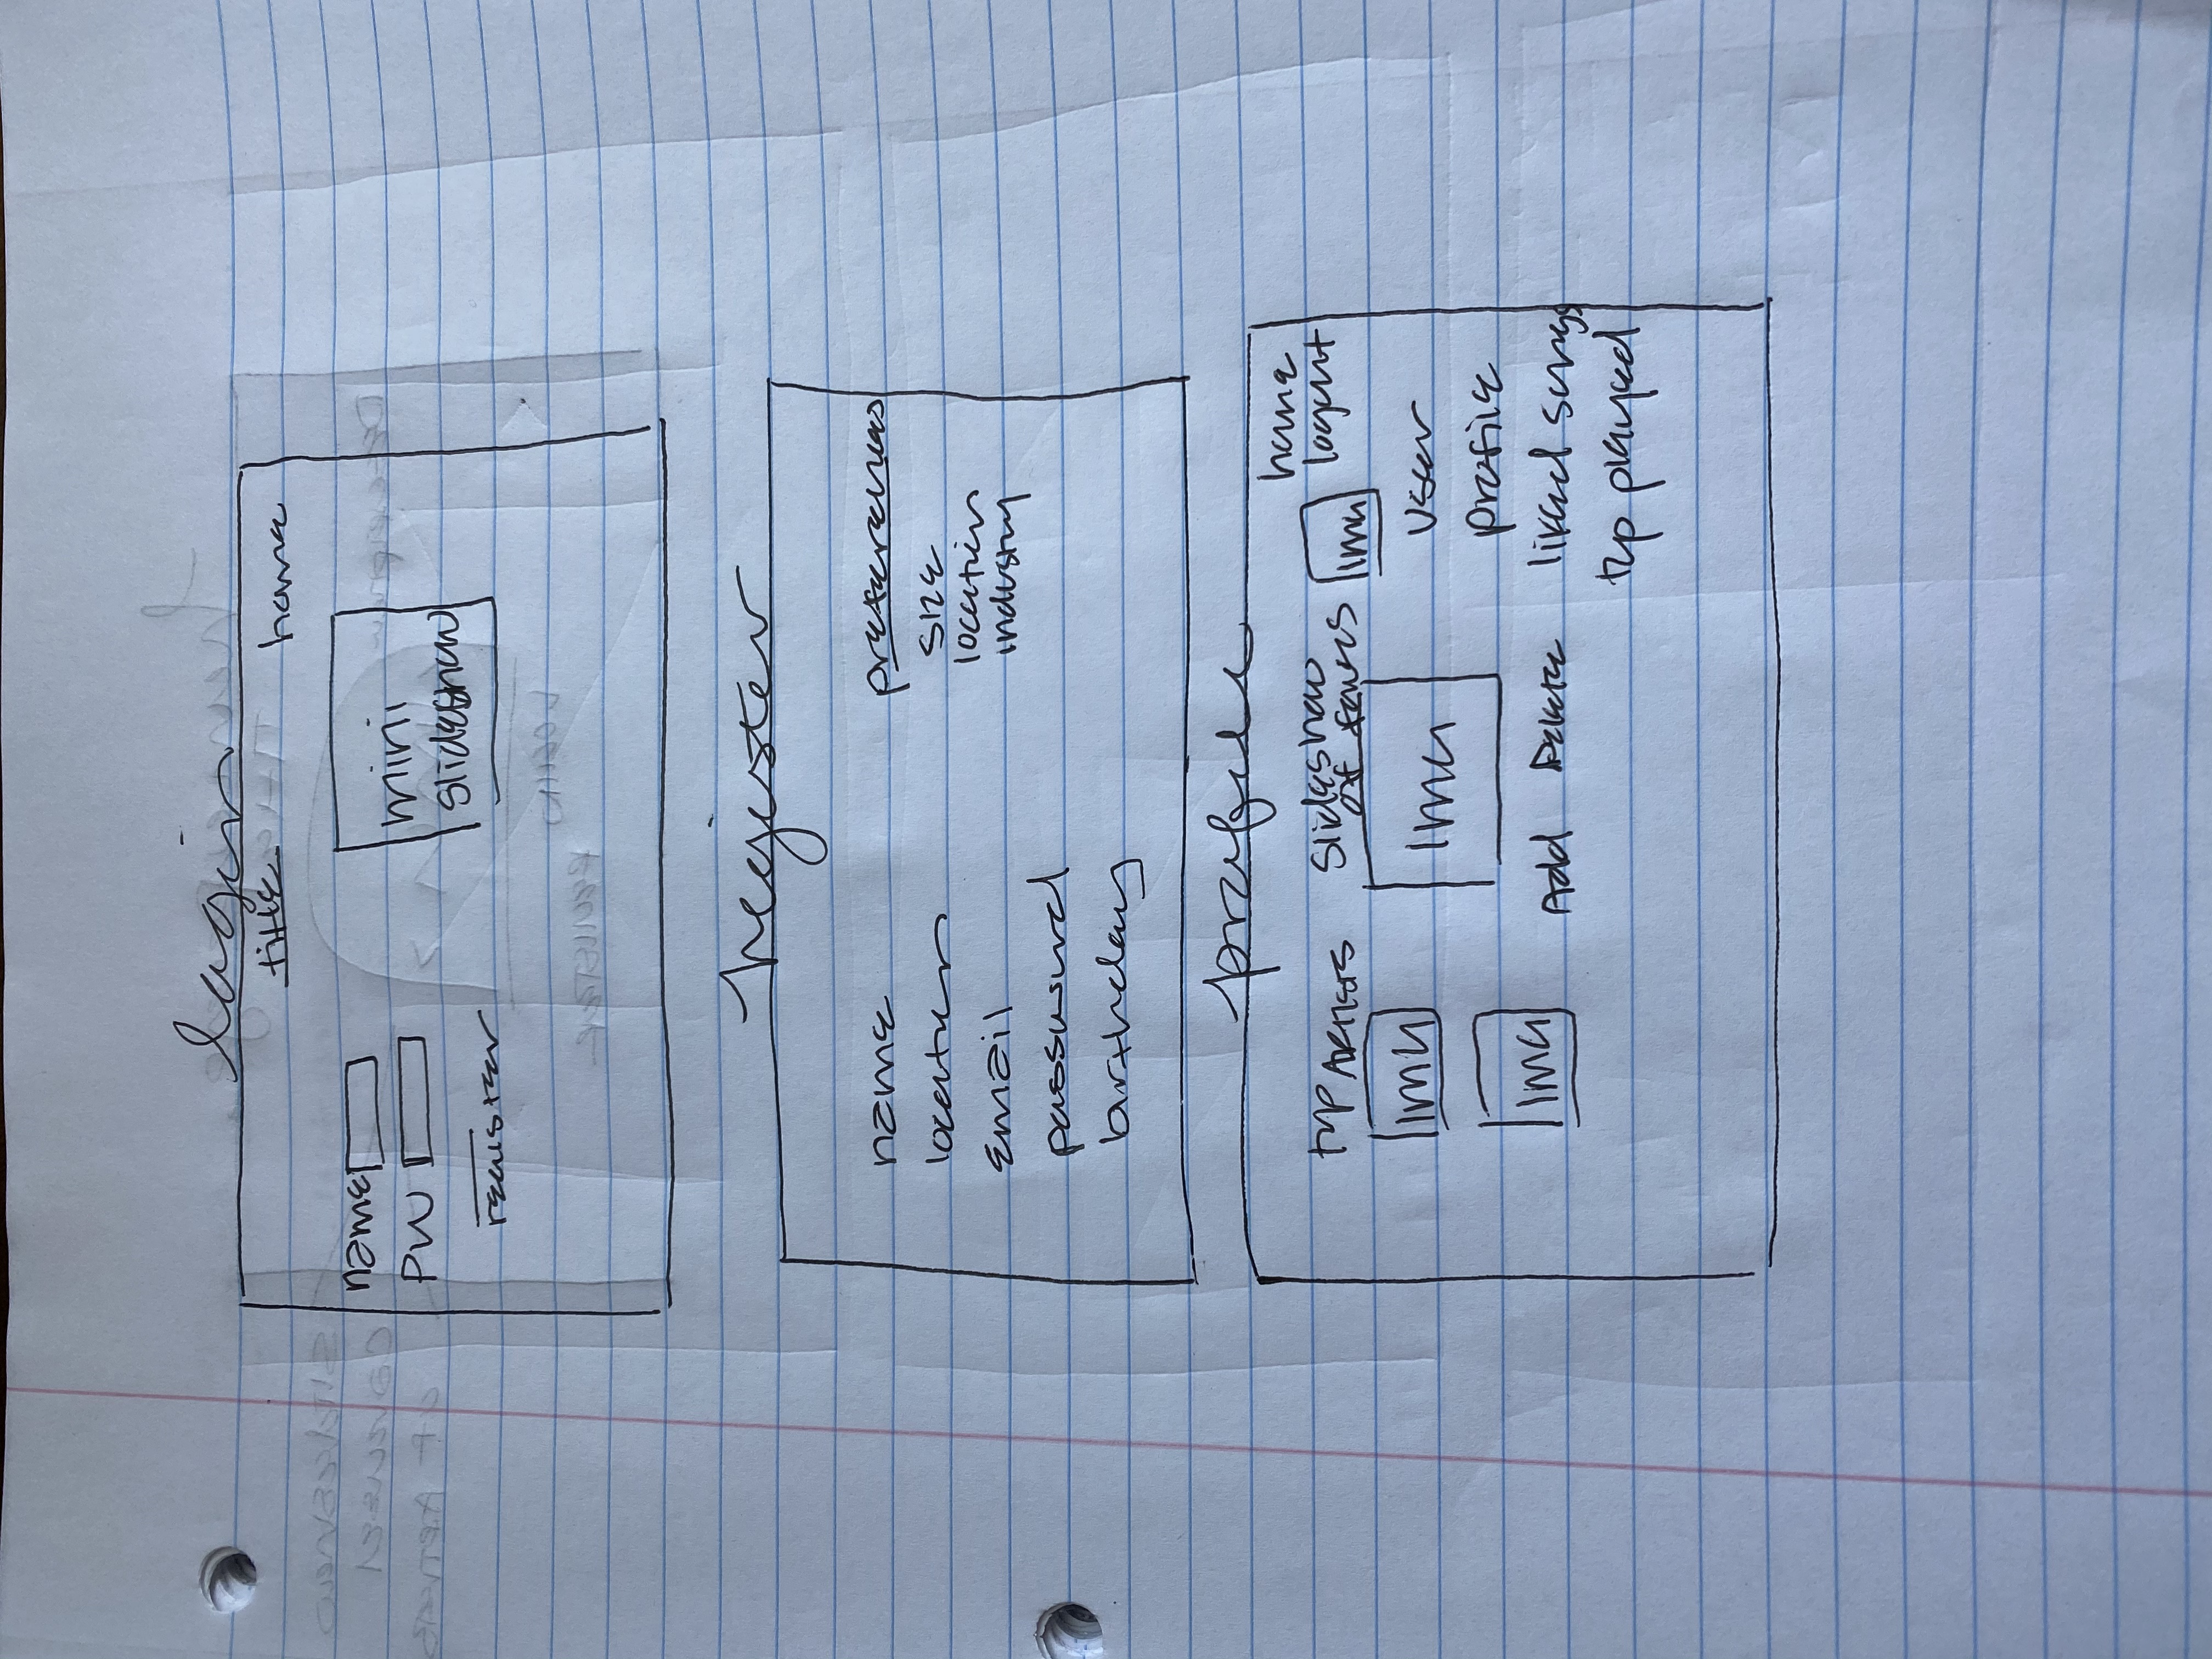 login
title home
name
PW
mini
slideshow
register
register
name
location
email
password
birthday
preferences
size
location
industry
profile
home
logout
top ARTISTS
slideshow
of faves
img
img
img
img
user
profile
Add Delete
liked songs
top played